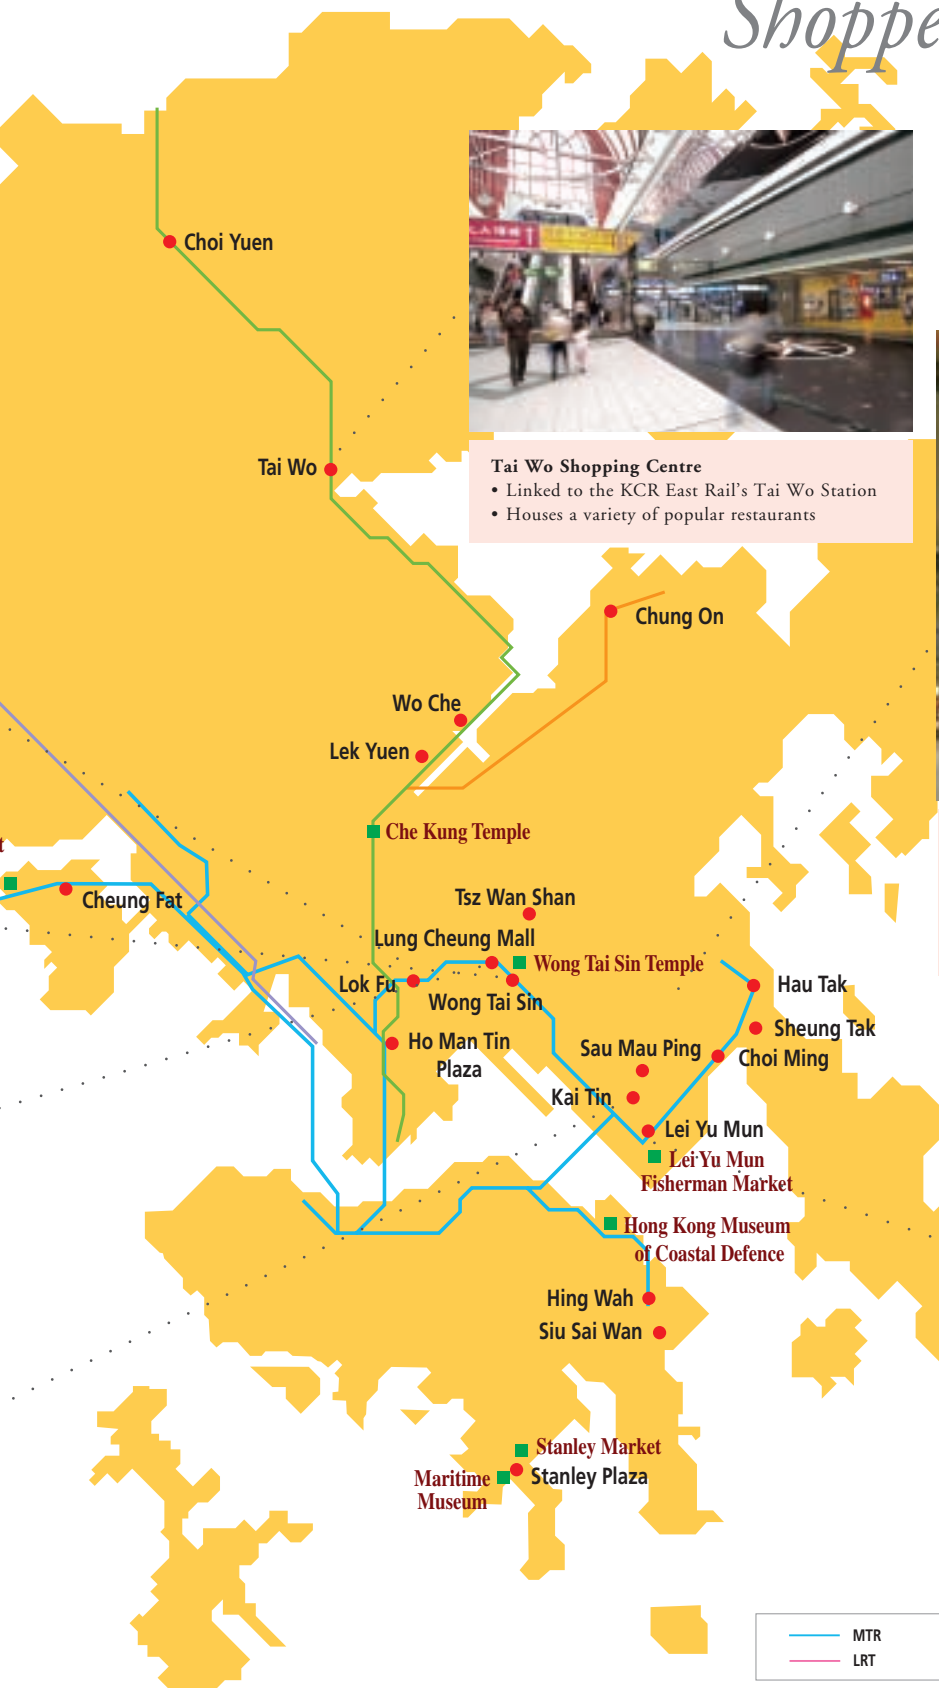 Shoppe
Choi Yuen
Tai Wo
Tai Wo Shopping Centre
• Linked to the KCR East Rail's Tai Wo Station
• Houses a variety of popular restaurants
Chung On
Wo Che
Lek Yuen
Che Kung Temple
t
Cheung Fat
Tsz Wan Shan
Lung Cheung Mall
Wong Tai Sin Temple
Lok Fu
Wong Tai Sin
Hau Tak
Sheung Tak
Ho Man Tin
Plaza
Sau Mau Ping
Choi Ming
Kai Tin
Lei Yu Mun
Lei Yu Mun
Fisherman Market
Hong Kong Museum
of Coastal Defence
Hing Wah
Siu Sai Wan
Stanley Market
Stanley Plaza
Maritime
Museum
MTR
LRT